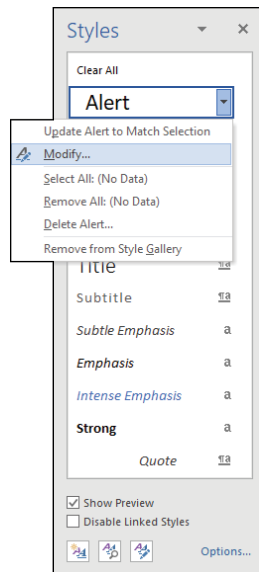 Styles
Clear All
Alert
Update Alert to Match Selection
Modify...
Select All: (No Data)
Remove All: (No Data)
Delete Alert...
Remove from Style Gallery
Title ¶a
Subtitle ¶a
Subtle Emphasis a
Emphasis a
Intense Emphasis a
Strong a
Quote ¶a
Show Preview
Disable Linked Styles
Options...